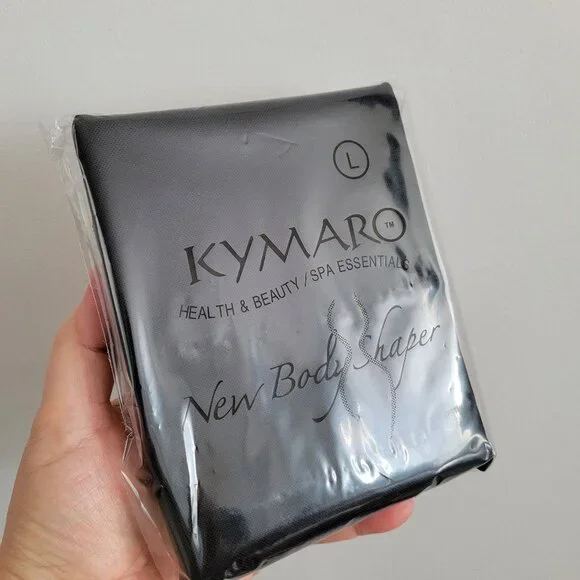 L
KYMARO™
HEALTH & BEAUTY / SPA ESSENTIALS
New Body Shaper